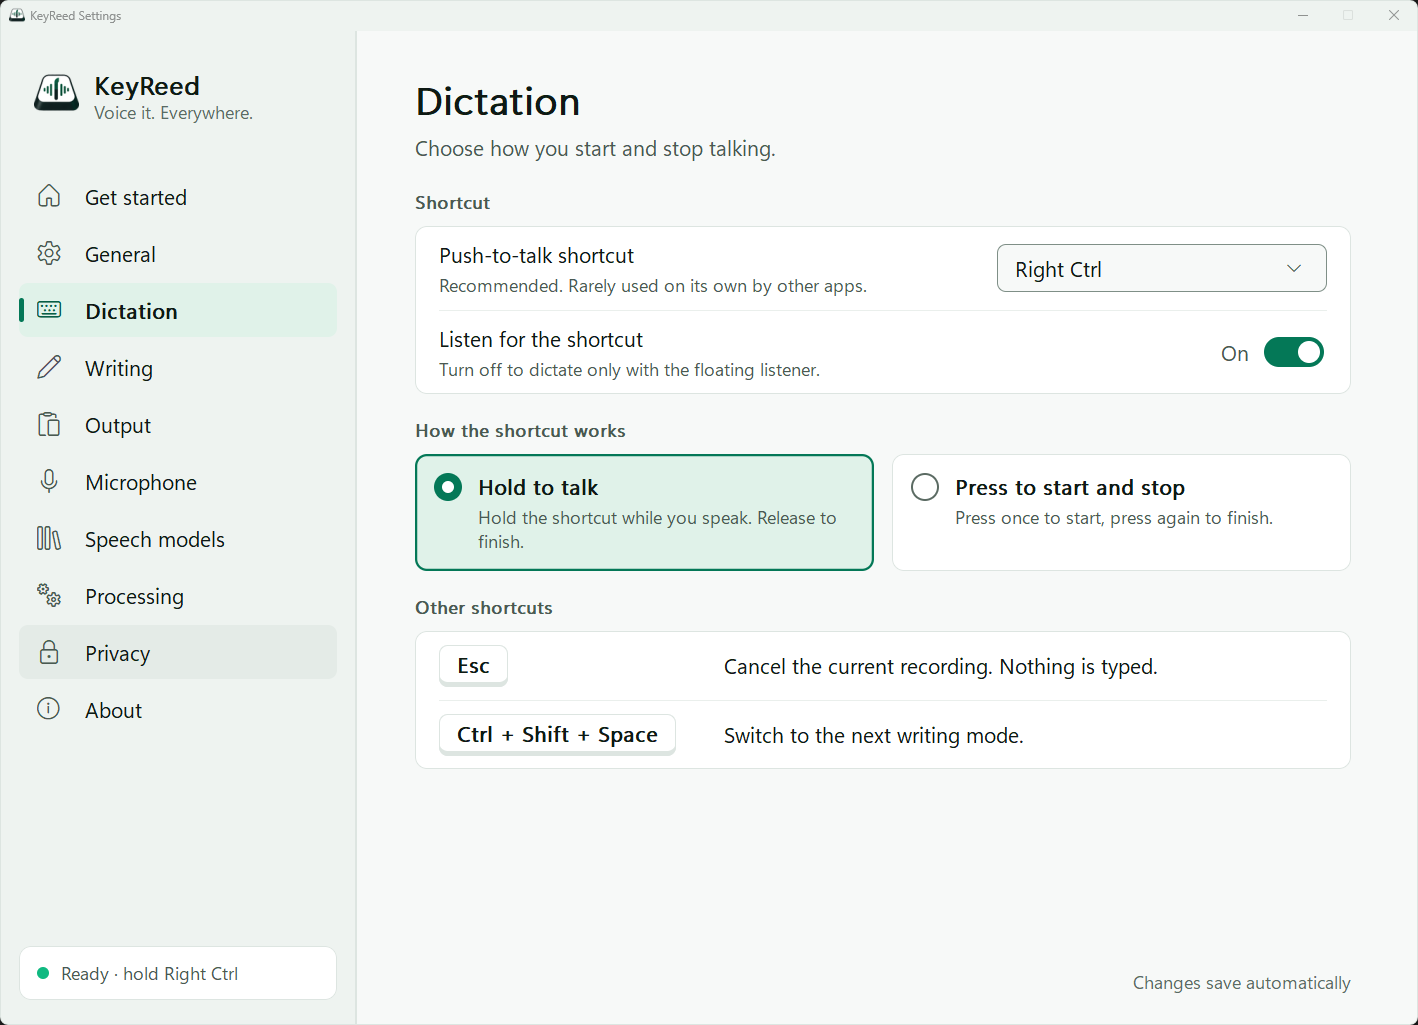 KeyReed Settings
KeyReed
Voice it. Everywhere.
Get started
General
Dictation
Writing
Output
Microphone
Speech models
Processing
Privacy
About
Ready · hold Right Ctrl
Dictation
Choose how you start and stop talking.
Shortcut
Push-to-talk shortcut
Recommended. Rarely used on its own by other apps.
Right Ctrl
Listen for the shortcut
Turn off to dictate only with the floating listener.
On
How the shortcut works
Hold to talk
Hold the shortcut while you speak. Release to
finish.
Press to start and stop
Press once to start, press again to finish.
Other shortcuts
Esc
Cancel the current recording. Nothing is typed.
Ctrl + Shift + Space
Switch to the next writing mode.
Changes save automatically